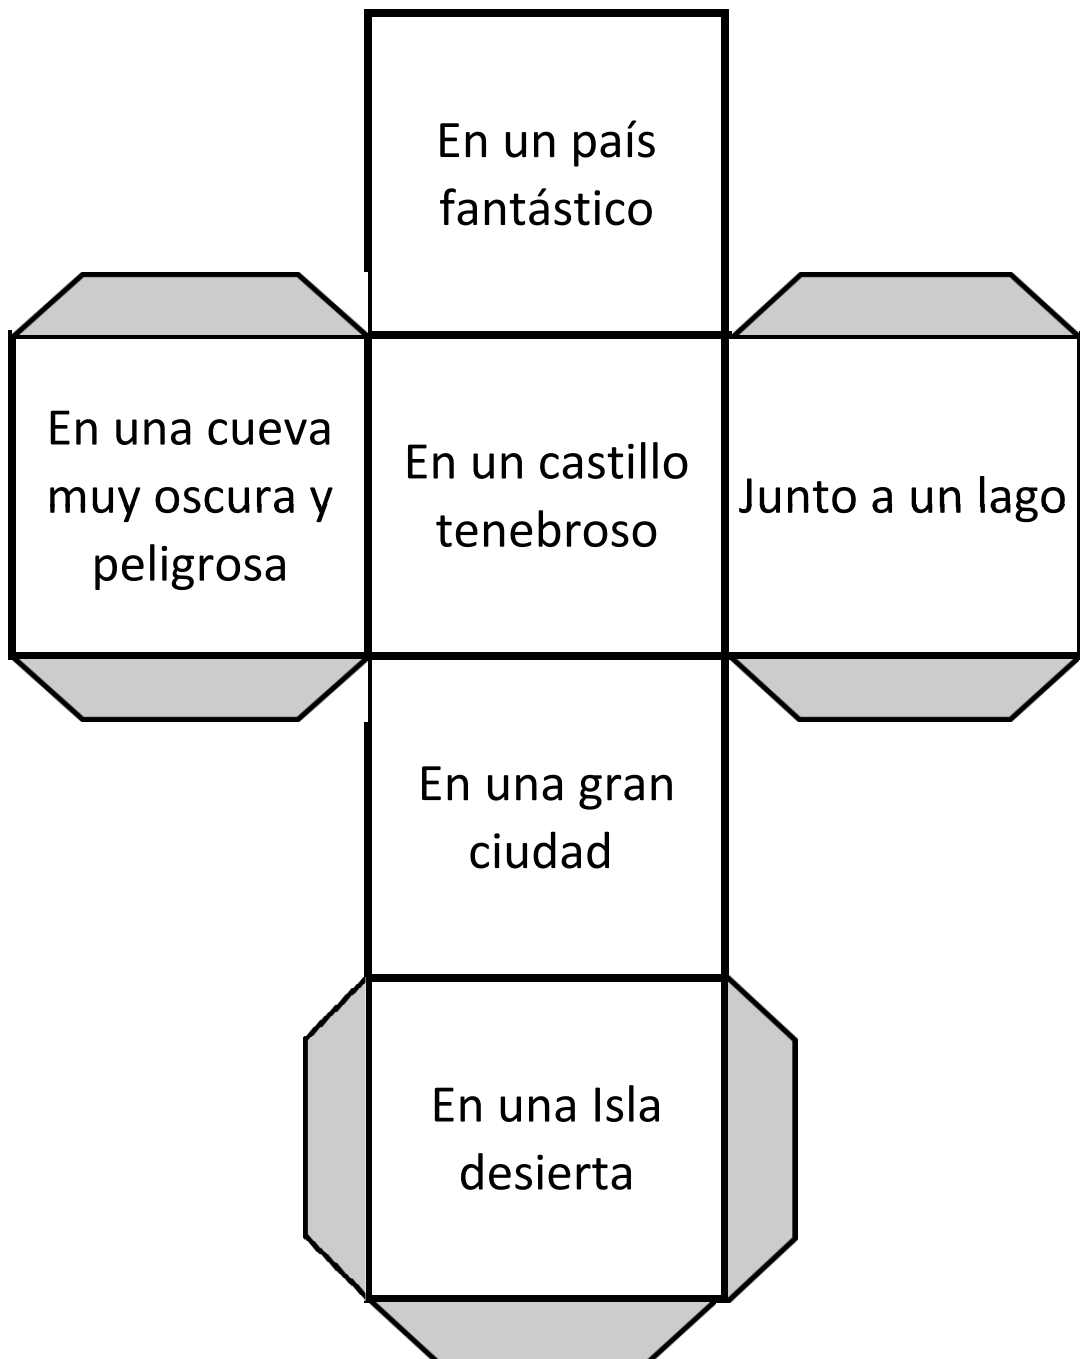 En un país
fantástico
En una cueva
muy oscura y
peligrosa
En un castillo
tenebroso
Junto a un lago
En una gran
ciudad
En una Isla
desierta